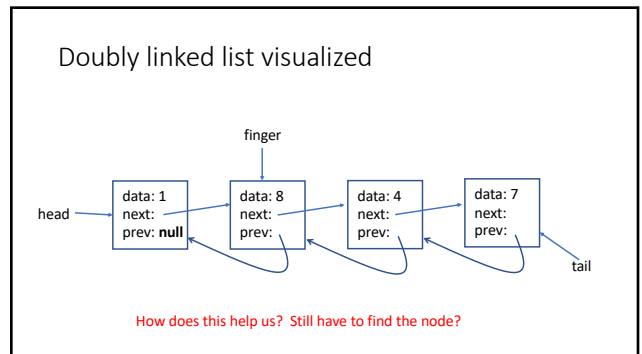 Doubly linked list visualized
finger
head
data: 1
next:
prev: null
data: 8
next:
prev:
data: 4
next:
prev:
data: 7
next:
prev:
tail
How does this help us?  Still have to find the node?